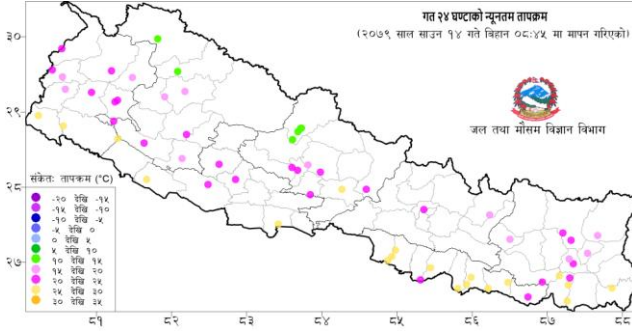 गत २४ घण्टाको न्यूनतम तापक्रम
(२०७९ साल साउन १४ गते बिहान ०८:४५ मा मापन गरिएको)
जल तथा मौसम विज्ञान विभाग
३०
२९
२८
२७
संकेत: तापक्रम (°C)
-२० देखि -१५
-१५ देखि -१०
-१० देखि -५
-५ देखि ०
० देखि ५
५ देखि १०
१० देखि १५
१५ देखि २०
२० देखि २५
२५ देखि ३०
३० देखि ३५
८१ ८२ ८३ ८४ ८५ ८६ ८७ ८८